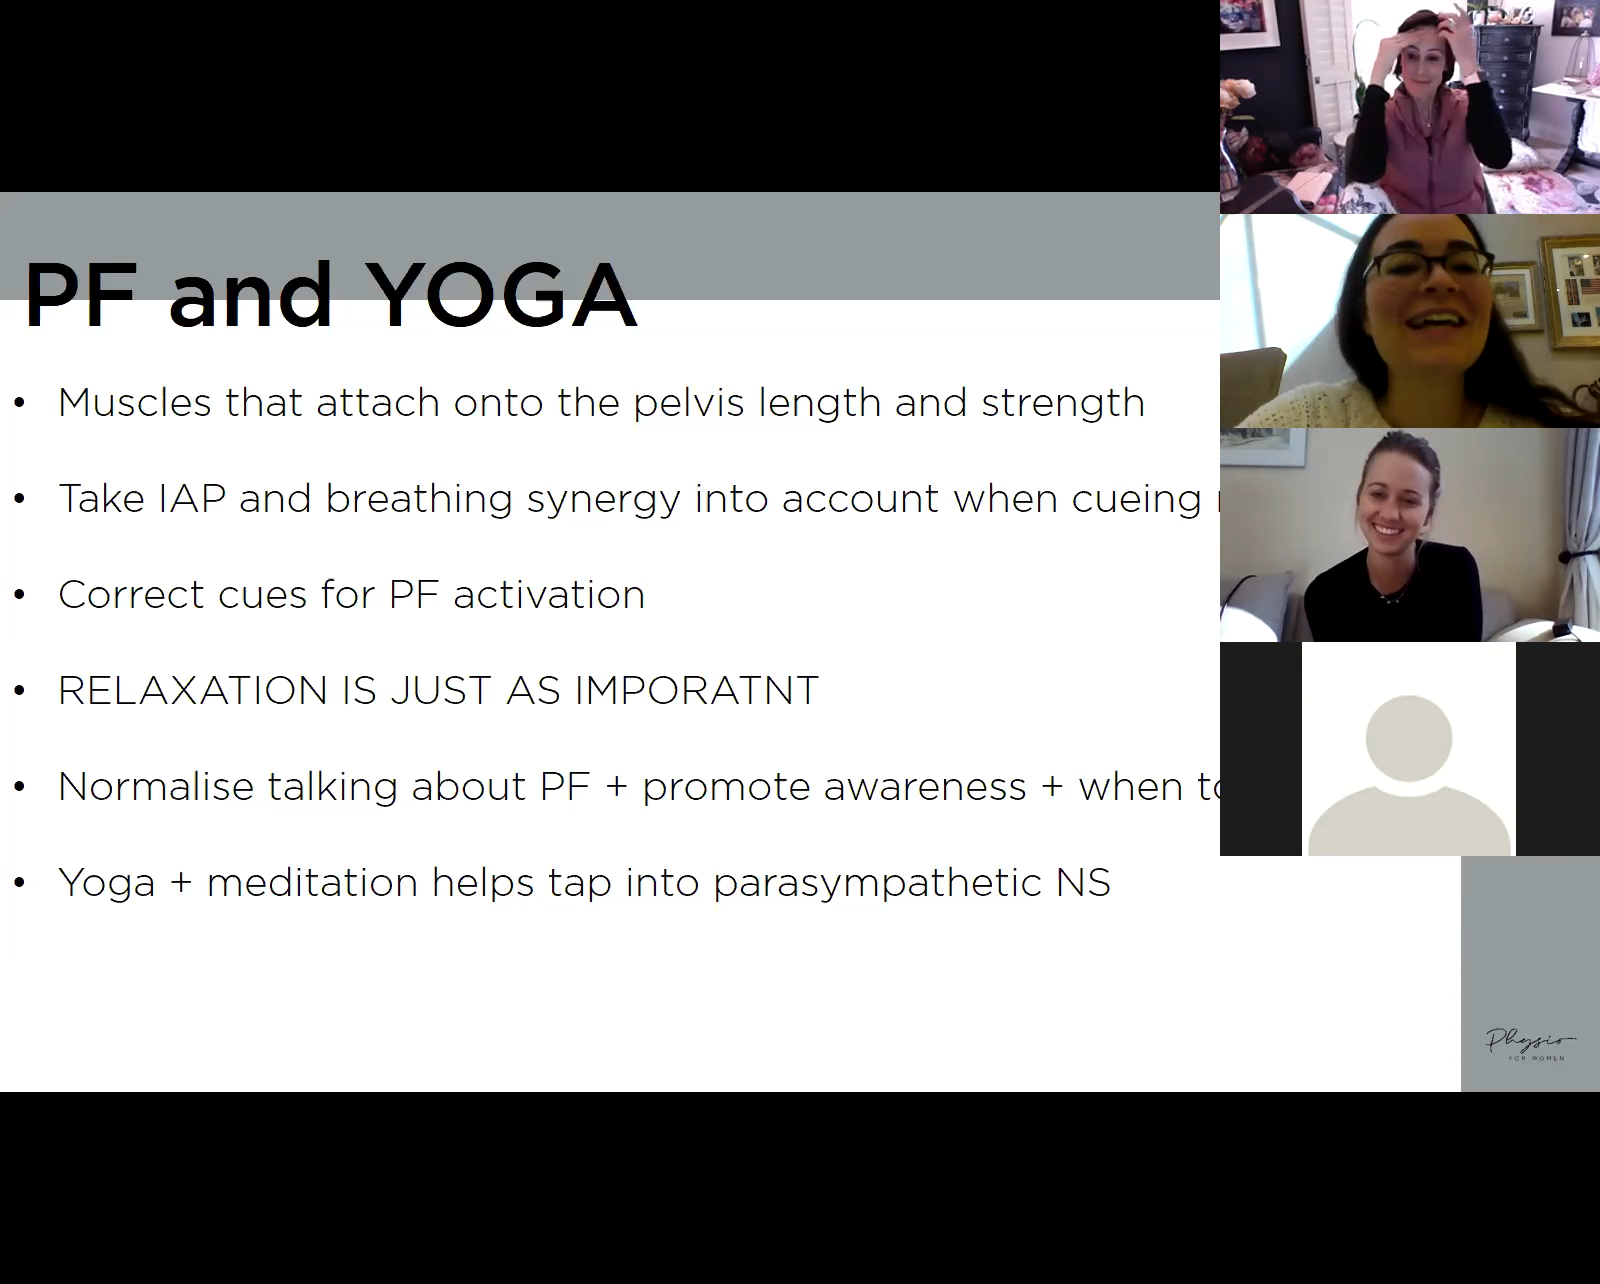 PF and YOGA
• Muscles that attach onto the pelvis length and strength
• Take IAP and breathing synergy into account when cueing
• Correct cues for PF activation
• RELAXATION IS JUST AS IMPORATNT
• Normalise talking about PF + promote awareness + when
• Yoga + meditation helps tap into parasympathetic NS
Physio
FOR WOMEN